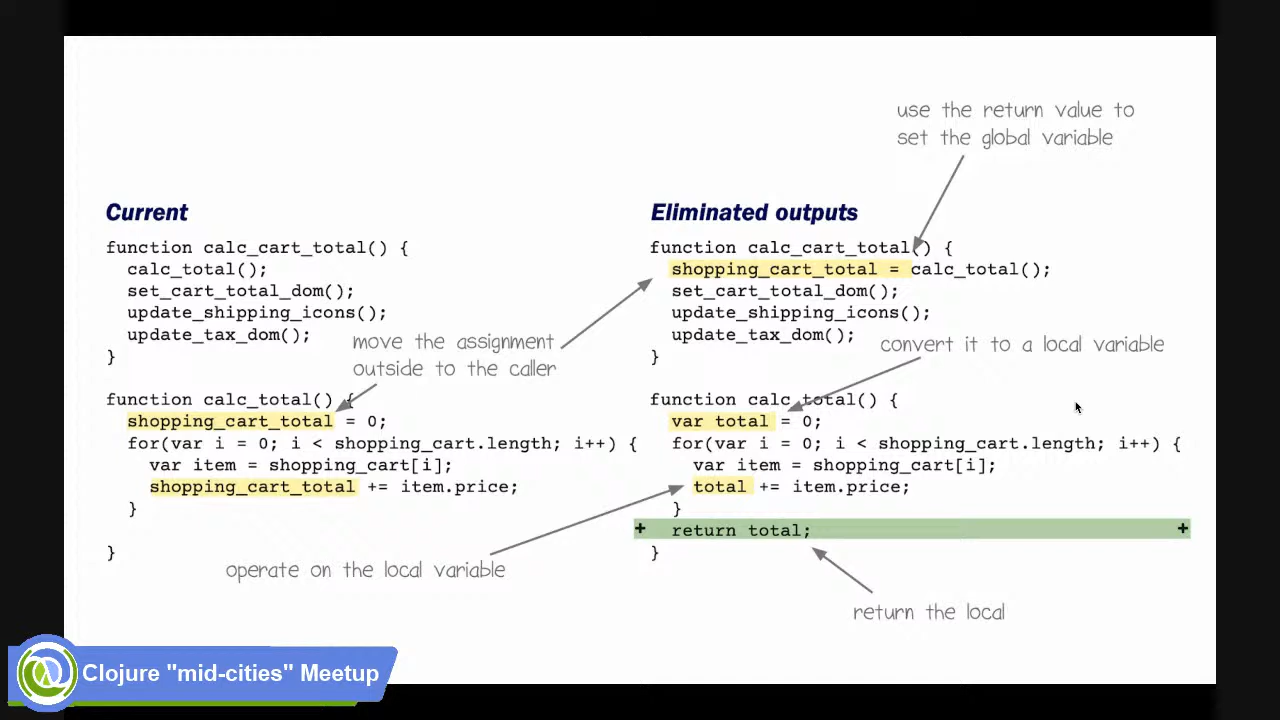 use the return value to
set the global variable
Current
function calc_cart_total() {
calc_total();
set_cart_total_dom();
update_shipping_icons();
update_tax_dom();
}
move the assignment
outside to the caller
function calc_total() {
shopping_cart_total = 0;
for(var i = 0; i < shopping_cart.length; i++) {
var item = shopping_cart[i];
shopping_cart_total += item.price;
}
}
operate on the local variable
Eliminated outputs
function calc_cart_total() {
shopping_cart_total = calc_total();
set_cart_total_dom();
update_shipping_icons();
update_tax_dom();
}
convert it to a local variable
function calc_total() {
var total = 0;
for(var i = 0; i < shopping_cart.length; i++) {
var item = shopping_cart[i];
total += item.price;
}
+ return total; +
}
return the local
Clojure "mid-cities" Meetup